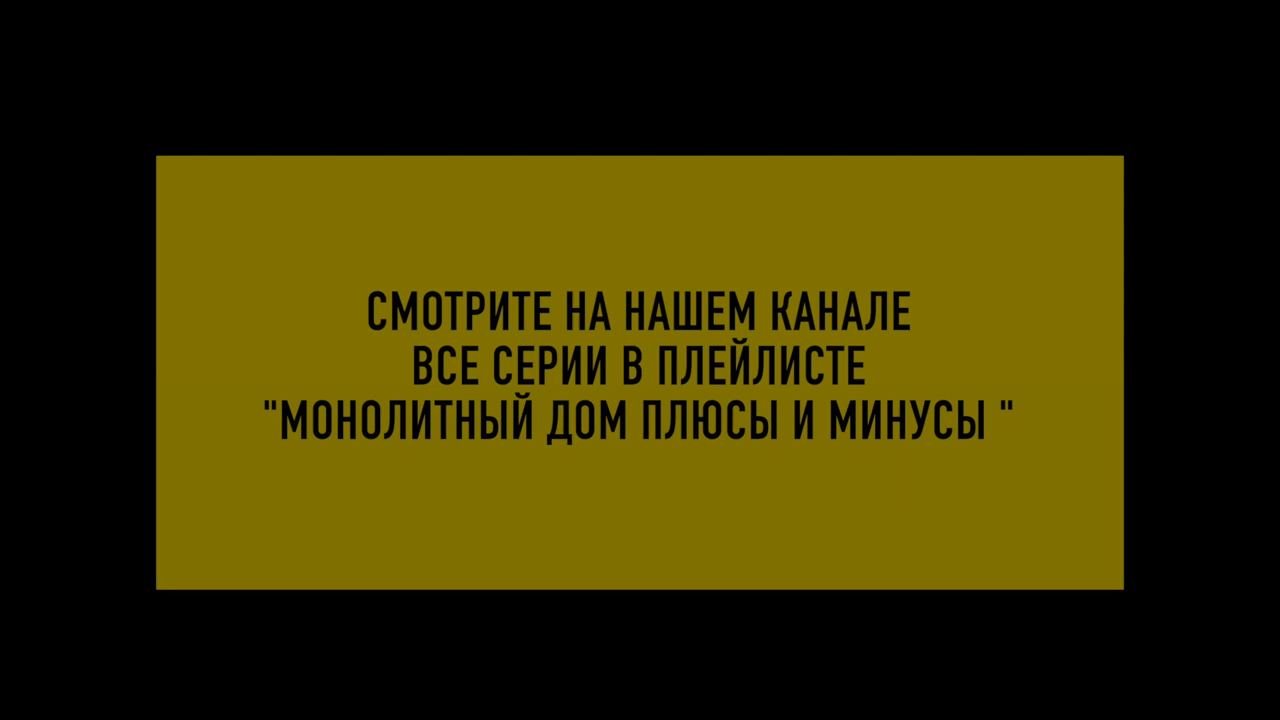 СМОТРИТЕ НА НАШЕМ КАНАЛЕ
ВСЕ СЕРИИ В ПЛЕЙЛИСТЕ
"МОНОЛИТНЫЙ ДОМ ПЛЮСЫ И МИНУСЫ "